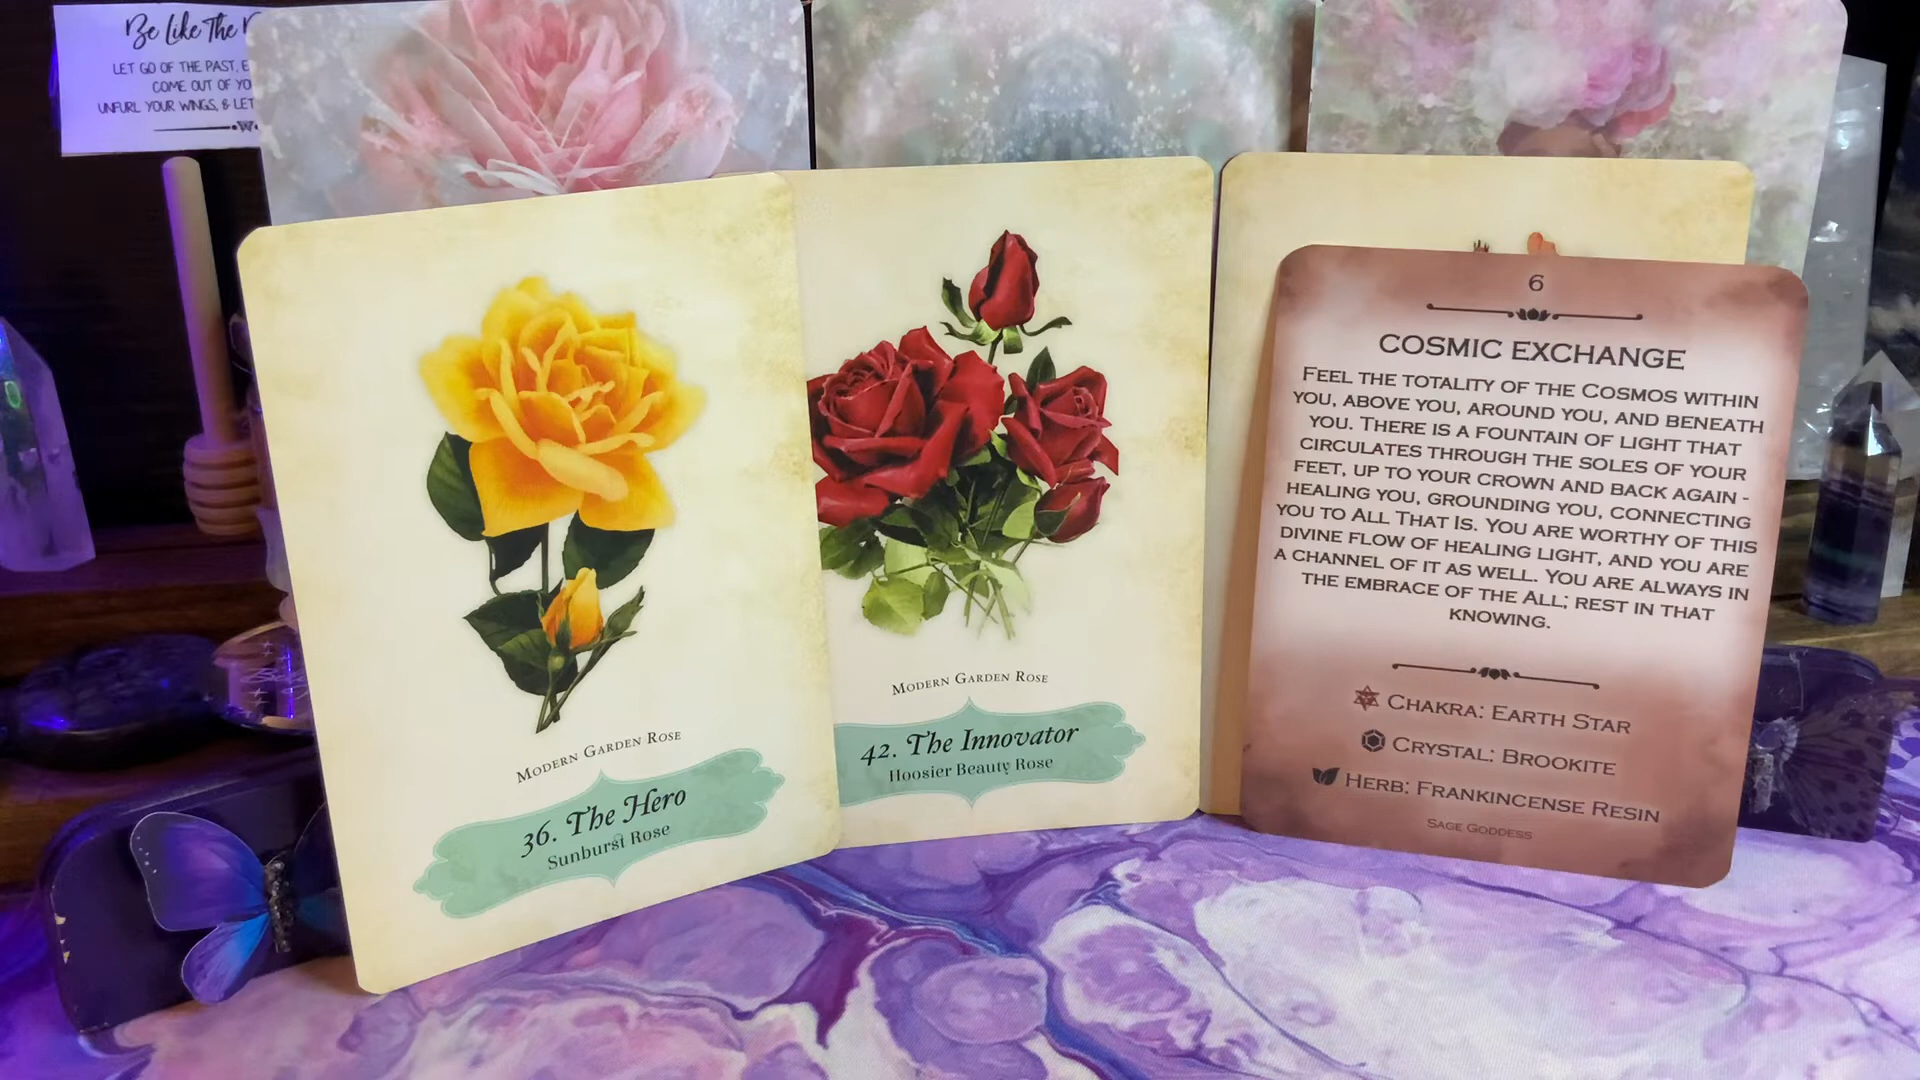 Be Like The
LET GO OF THE PAST,
COME OUT OF
UNFURL YOUR WINGS, & LET
MODERN GARDEN ROSE
36. The Hero
Sunburst Rose
MODERN GARDEN ROSE
42. The Innovator
Hoosier Beauty Rose
6
COSMIC EXCHANGE
FEEL THE TOTALITY OF THE COSMOS WITHIN
YOU, ABOVE YOU, AROUND YOU, AND BENEATH
YOU. THERE IS A FOUNTAIN OF LIGHT THAT
CIRCULATES THROUGH THE SOLES OF YOUR
FEET, UP TO YOUR CROWN AND BACK AGAIN -
HEALING YOU, GROUNDING YOU, CONNECTING
YOU TO ALL THAT IS. YOU ARE WORTHY OF THIS
DIVINE FLOW OF HEALING LIGHT, AND YOU ARE
A CHANNEL OF IT AS WELL. YOU ARE ALWAYS IN
THE EMBRACE OF THE ALL; REST IN THAT
KNOWING.
CHAKRA: EARTH STAR
CRYSTAL: BROOKITE
HERB: FRANKINCENSE RESIN
SAGE GODDESS